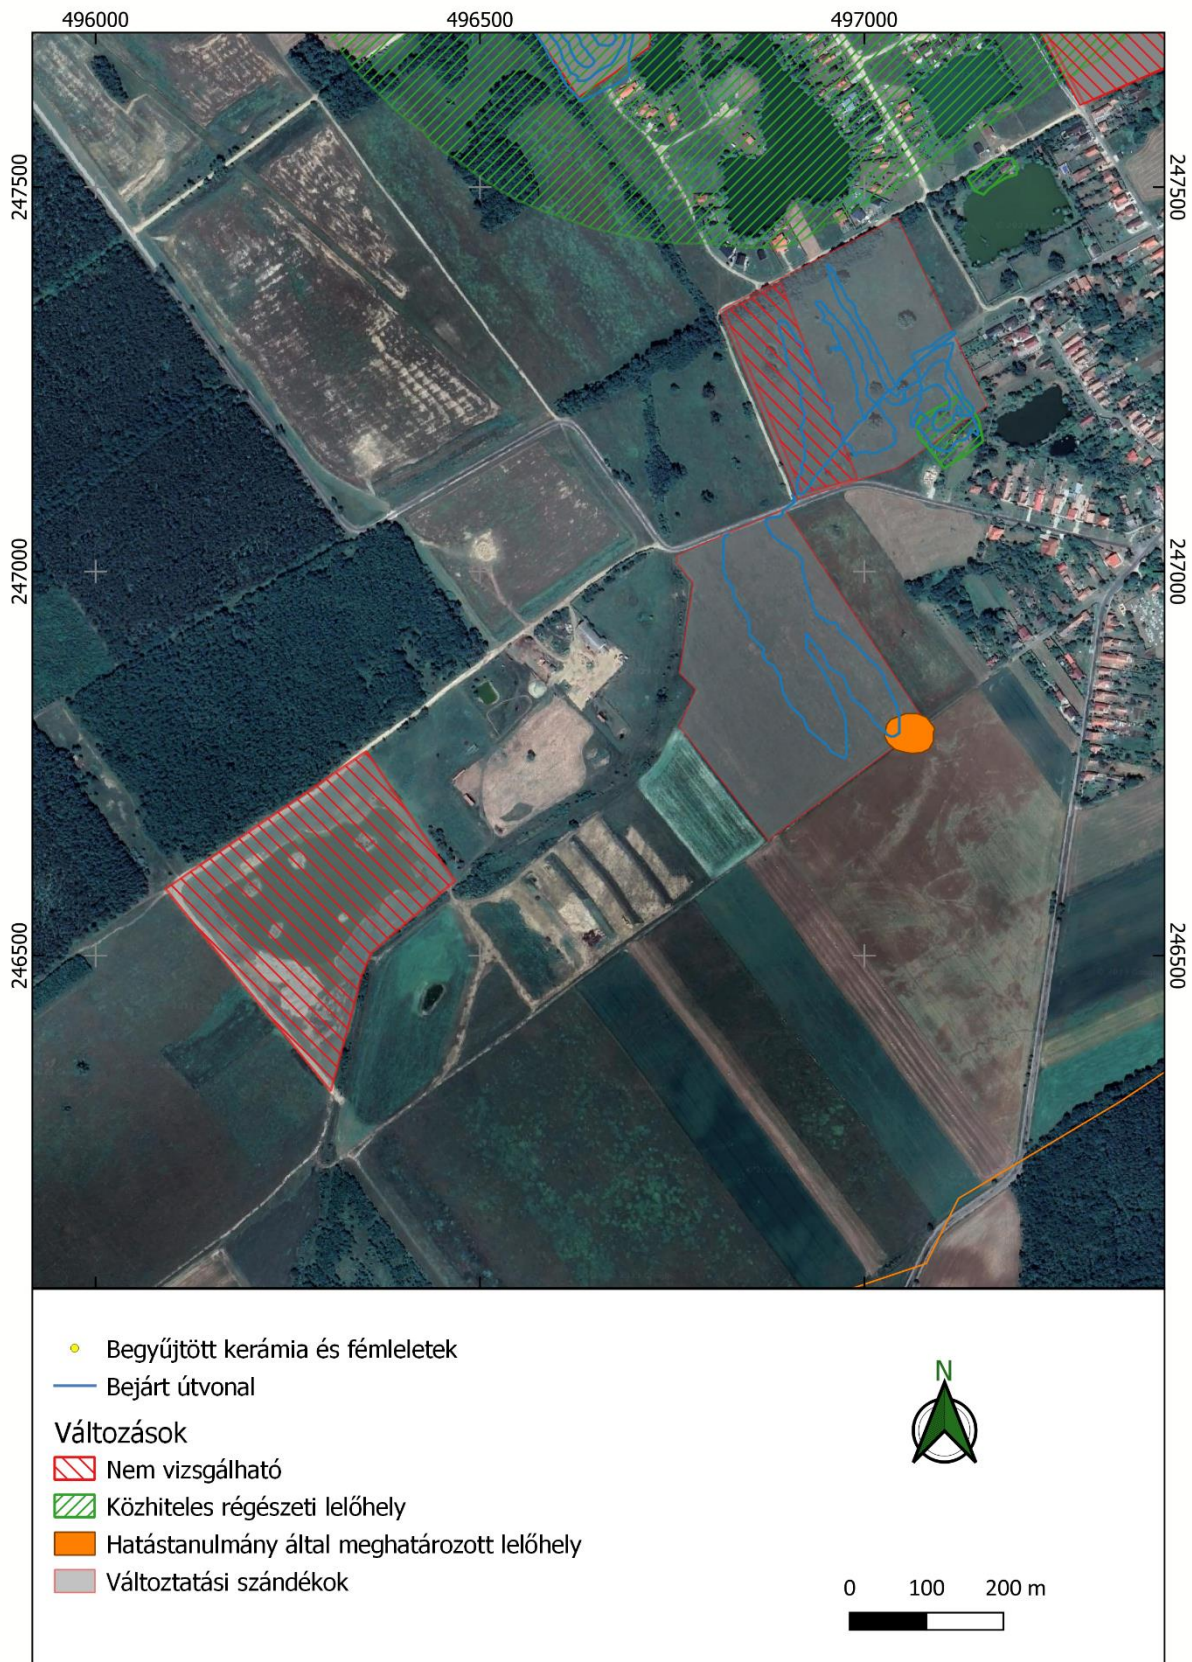 496000 496500 497000
247500 247500
247000 247000
246500 246500
Begyűjtött kerámia és fémleletek
Bejárt útvonal
Változások
Nem vizsgálható
Közhiteles régészeti lelőhely
Hatástanulmány által meghatározott lelőhely
Változtatási szándékok
N
0 100 200 m